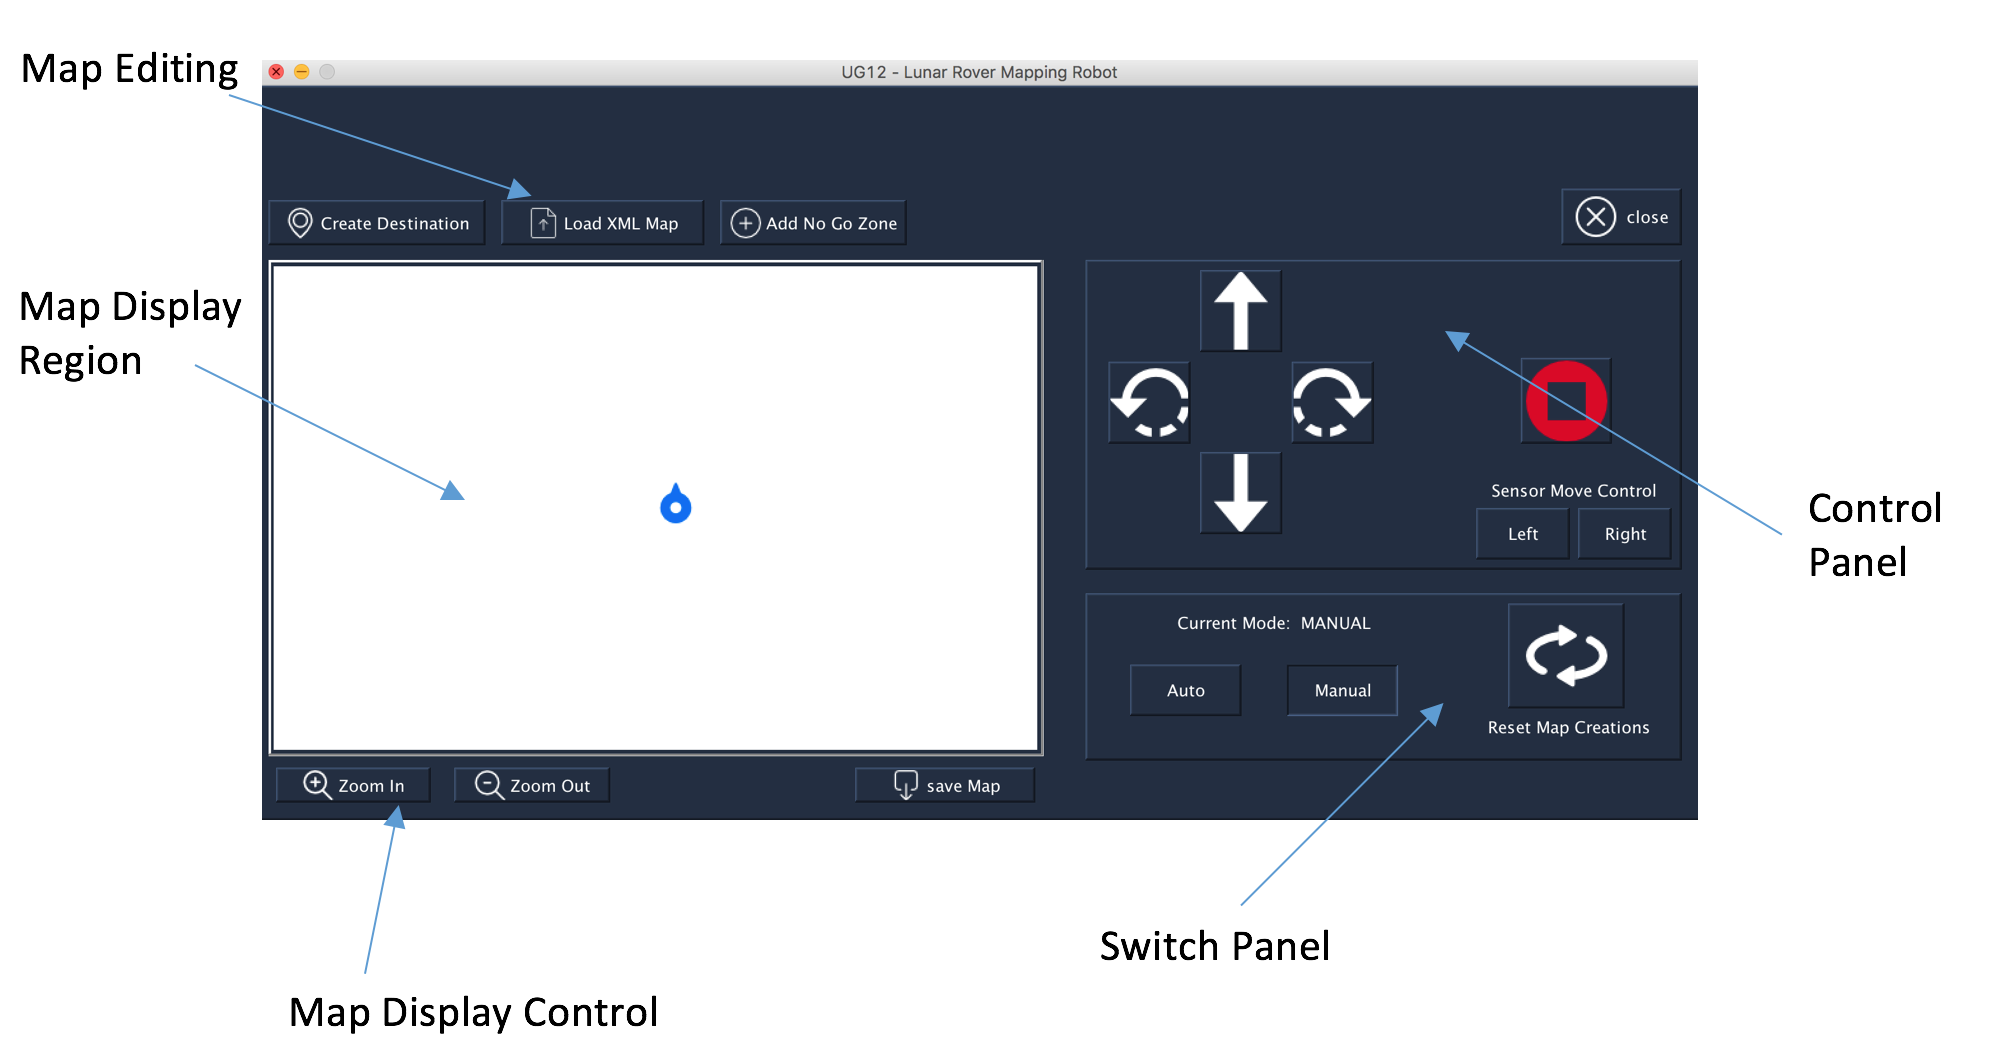 Map Editing
UG12 - Lunar Rover Mapping Robot
Create Destination
Load XML Map
Add No Go Zone
close
Map Display
Region
Sensor Move Control
Left
Right
Control
Panel
Current Mode: MANUAL
Auto
Manual
Reset Map Creations
Zoom In
Zoom Out
save Map
Switch Panel
Map Display Control